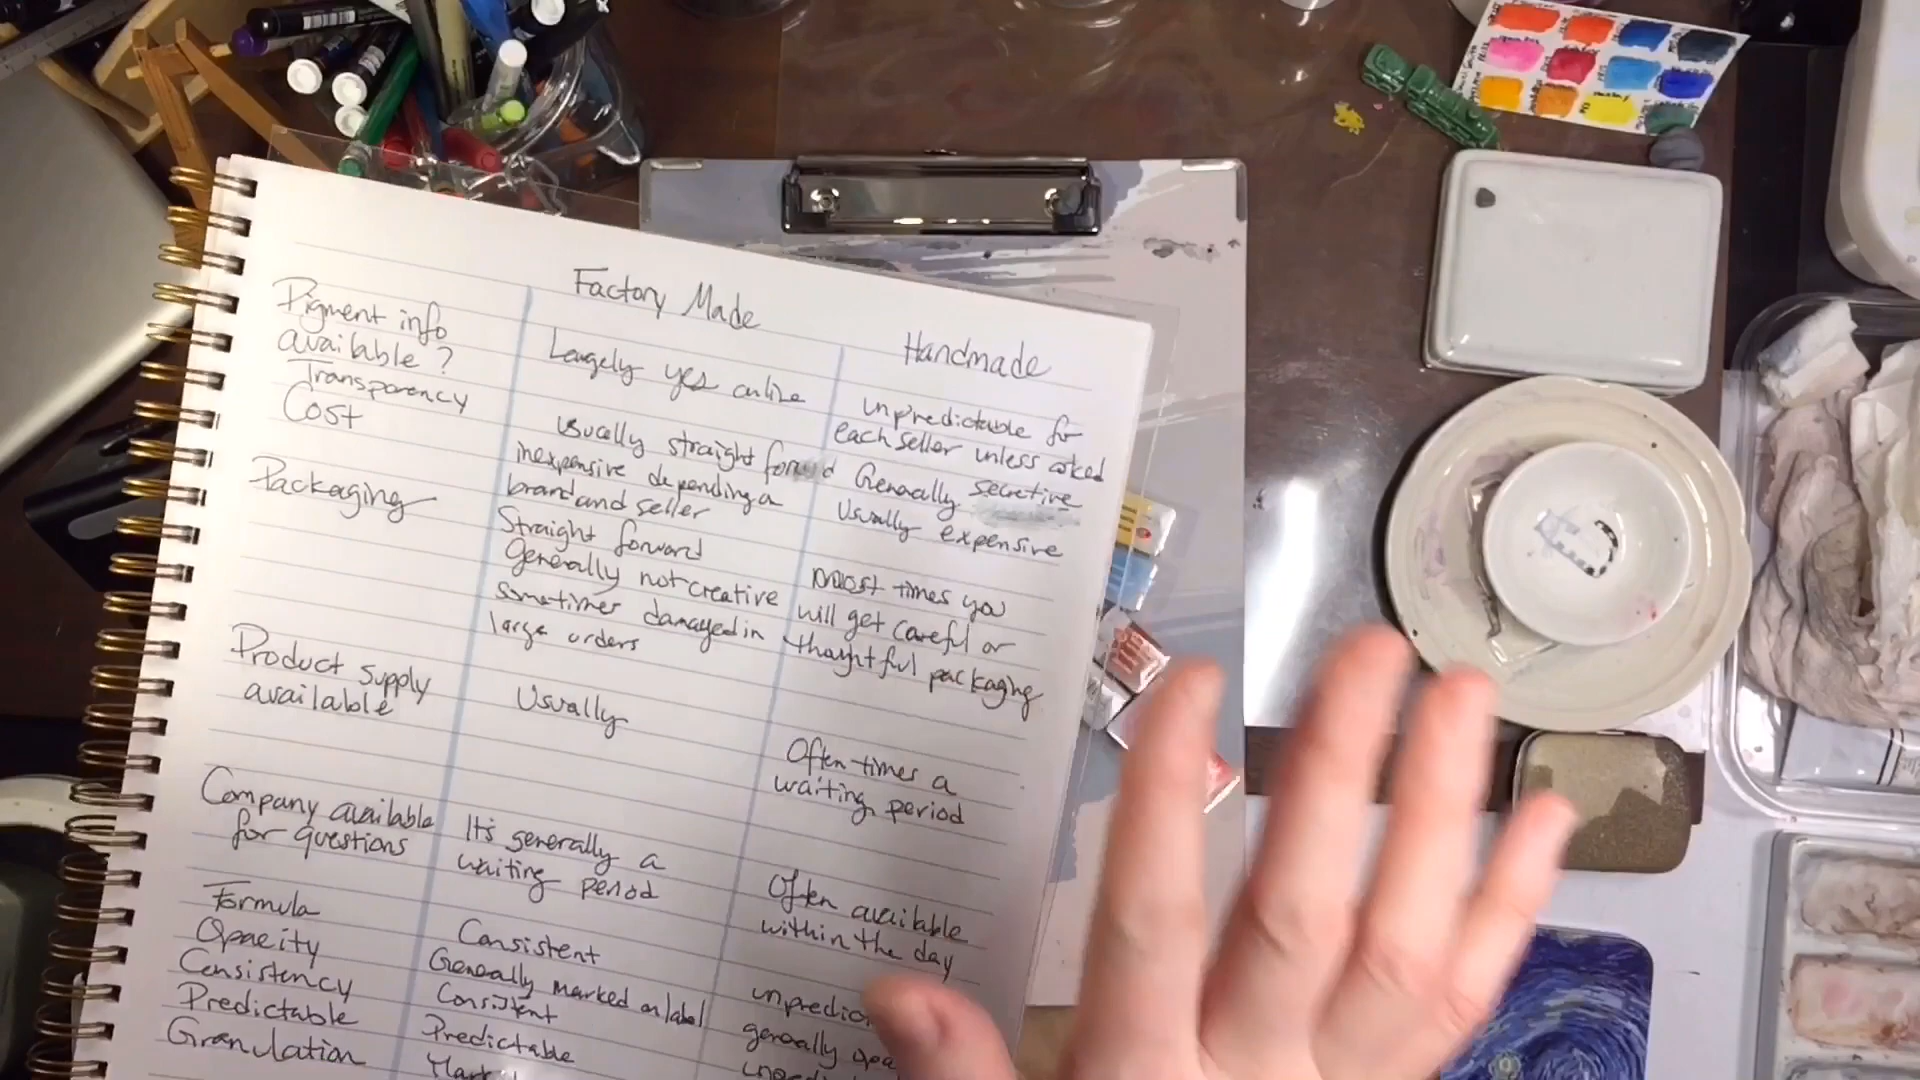 Factory Made
Handmade
Pigment info
available?
Largely yes online
unpredictable for
each seller unless asked
Transparency
usually straight forward
Generally secretive
Cost
inexpensive depending a
brand and seller
Usually expensive
Packaging
Straight forward
Generally not creative
sometimes damaged in
large orders
most times you
will get careful or
thoughtful packaging
Product supply
available
Usually
Often times a
waiting period
Company available
for questions
It's generally a
waiting period
Often available
within the day
Formula
Consistent
unpredic
Opacity
Generally marked on label
generally opa
Consistency
Consistent
Predictable
Predictable
Granulation